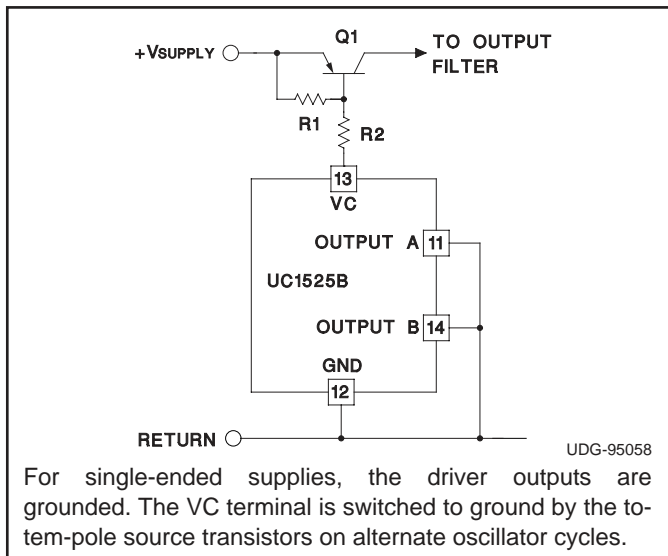 Q1
+VSUPPLY
TO OUTPUT
FILTER
R1
R2
13
VC
OUTPUT A 11
UC1525B
OUTPUT B 14
GND
12
RETURN
UDG-95058
For single-ended supplies, the driver outputs are
grounded. The VC terminal is switched to ground by the to-
tem-pole source transistors on alternate oscillator cycles.